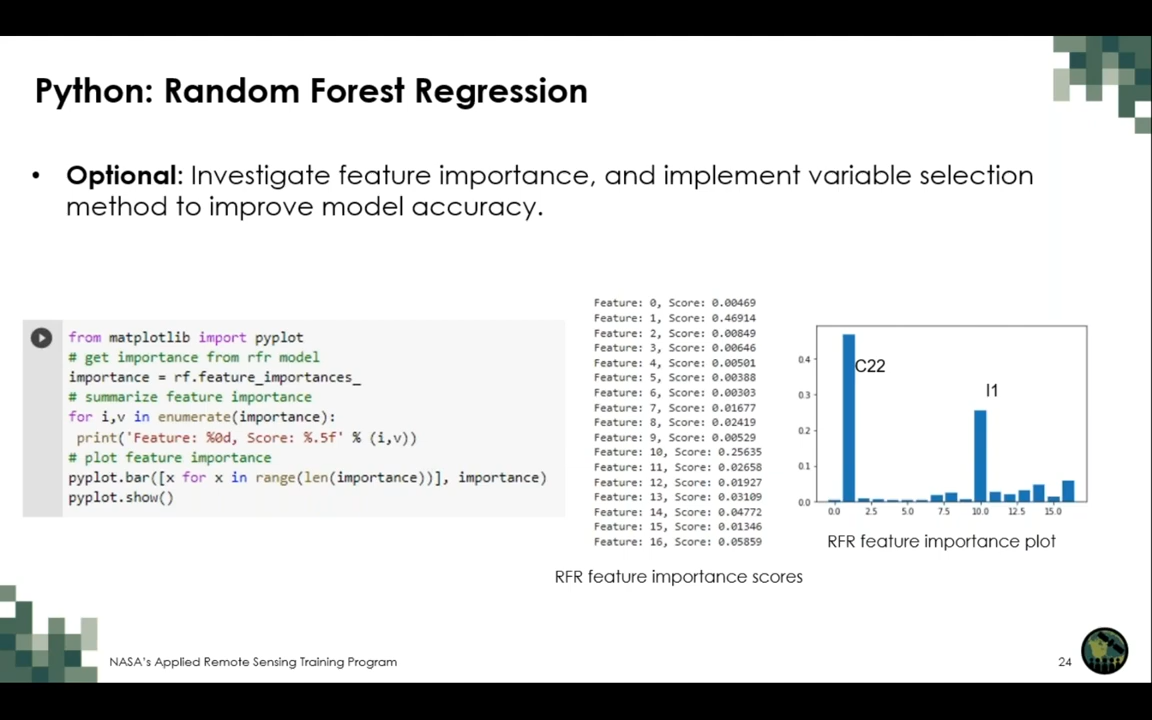 Python: Random Forest Regression
• Optional: Investigate feature importance, and implement variable selection
method to improve model accuracy.
from matplotlib import pyplot
# get importance from rfr model
importance = rf.feature_importances_
# summarize feature importance
for i,v in enumerate(importance):
 print('Feature: %0d, Score: %.5f' % (i,v))
# plot feature importance
pyplot.bar([x for x in range(len(importance))], importance)
pyplot.show()
Feature: 0, Score: 0.00469
Feature: 1, Score: 0.46914
Feature: 2, Score: 0.00849
Feature: 3, Score: 0.00646
Feature: 4, Score: 0.00501
Feature: 5, Score: 0.00388
Feature: 6, Score: 0.00303
Feature: 7, Score: 0.01677
Feature: 8, Score: 0.02419
Feature: 9, Score: 0.00529
Feature: 10, Score: 0.25635
Feature: 11, Score: 0.02658
Feature: 12, Score: 0.01927
Feature: 13, Score: 0.03109
Feature: 14, Score: 0.04772
Feature: 15, Score: 0.01346
Feature: 16, Score: 0.05859
RFR feature importance scores
0.4
0.3
0.2
0.1
0.0
C22
I1
0.0 2.5 5.0 7.5 10.0 12.5 15.0
RFR feature importance plot
NASA's Applied Remote Sensing Training Program
24